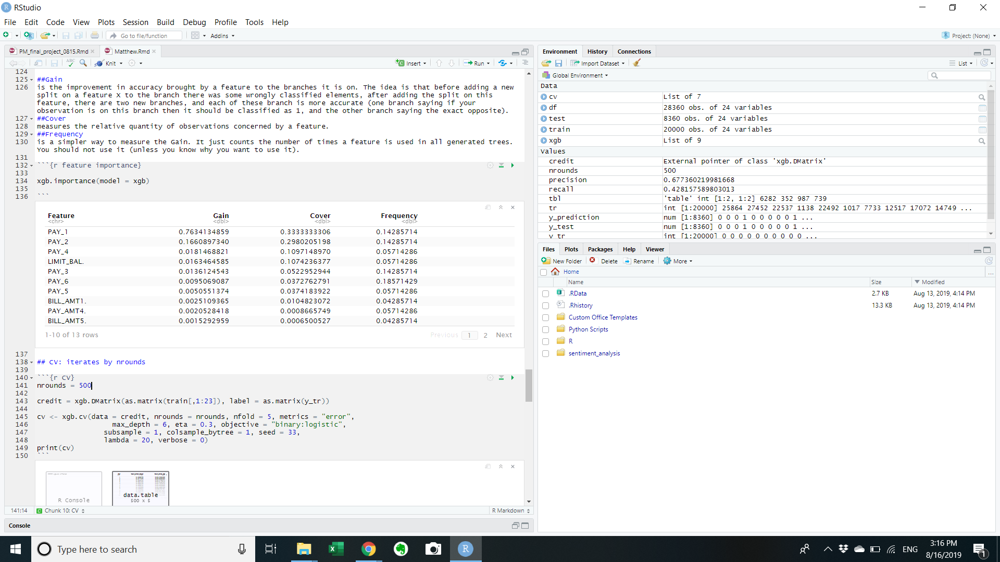 RStudio
File Edit Code View Plots Session Build Debug Profile Tools Help
Go to file/function Addins Project: (None)
PM_final_project_0815.Rmd Matthew.Rmd
ABC Knit Insert Run
124
125 ##Gain
126 is the improvement in accuracy brought by a feature to the branches it is on. The idea is that before adding a new
split on a feature X to the branch there was some wrongly classified elements, after adding the split on this
feature, there are two new branches, and each of these branch is more accurate (one branch saying if your
observation is on this branch then it should be classified as 1, and the other branch saying the exact opposite).
127 ##Cover
128 measures the relative quantity of observations concerned by a feature.
129 ##Frequency
130 is a simpler way to measure the Gain. It just counts the number of times a feature is used in all generated trees.
You should not use it (unless you know why you want to use it).
131
132 ```{r feature importance}
133
134 xgb.importance(model = xgb)
135
136 ```
Feature Gain Cover Frequency
<chr> <dbl> <dbl> <dbl>
PAY_1 0.7634134859 0.3333333306 0.14285714
PAY_2 0.1660897340 0.2980205198 0.14285714
PAY_4 0.0181468821 0.1097148970 0.05714286
LIMIT_BAL. 0.0163464585 0.1074236377 0.05714286
PAY_3 0.0136124543 0.0522952944 0.14285714
PAY_6 0.0095069087 0.0372762791 0.18571429
PAY_5 0.0050551374 0.0374183922 0.05714286
BILL_AMT1. 0.0025109365 0.0104823072 0.04285714
PAY_AMT4. 0.0020528418 0.0008665749 0.05714286
BILL_AMT5. 0.0015292959 0.0006500527 0.04285714
1-10 of 13 rows Previous 1 2 Next
137
138 ## CV: iterates by nrounds
139
140 ```{r CV}
141 nrounds = 500
142
143 credit = xgb.DMatrix(as.matrix(train[,1:23]), label = as.matrix(y_tr))
144
145 cv <- xgb.cv(data = credit, nrounds = nrounds, nfold = 5, metrics = "error",
146 max_depth = 6, eta = 0.3, objective = "binary:logistic",
147 subsample = 1, colsample_bytree = 1, seed = 33,
148 lambda = 20, verbose = 0)
149 print(cv)
150 ```
R Console
data.table
500 x 5
141:14 Chunk 10: CV R Markdown
Console
Environment History Connections
Import Dataset List
Global Environment
Data
cv List of 7
df 28360 obs. of 24 variables
test 8360 obs. of 24 variables
train 20000 obs. of 24 variables
xgb List of 9
Values
credit External pointer of class 'xgb.DMatrix'
nrounds 500
precision 0.677360219981668
recall 0.428157589803013
tbl 'table' int [1:2, 1:2] 6282 352 987 739
tr int [1:20000] 25864 27452 22537 1138 22492 1017 7733 12517 17072 14749 ...
y_prediction num [1:8360] 0 0 0 1 0 0 0 0 0 1 ...
y_test num [1:8360] 0 0 0 1 0 0 0 0 0 1 ...
y_tr int [1:20000] 0 0 0 0 0 0 0 0 0 0 ...
Files Plots Packages Help Viewer
New Folder Delete Rename More
Home ...
Name Size Modified
.RData 2.7 KB Aug 13, 2019, 4:14 PM
.Rhistory 13.3 KB Aug 13, 2019, 4:14 PM
Custom Office Templates
Python Scripts
R
sentiment_analysis
Type here to search
ENG
3:16 PM
8/16/2019
1